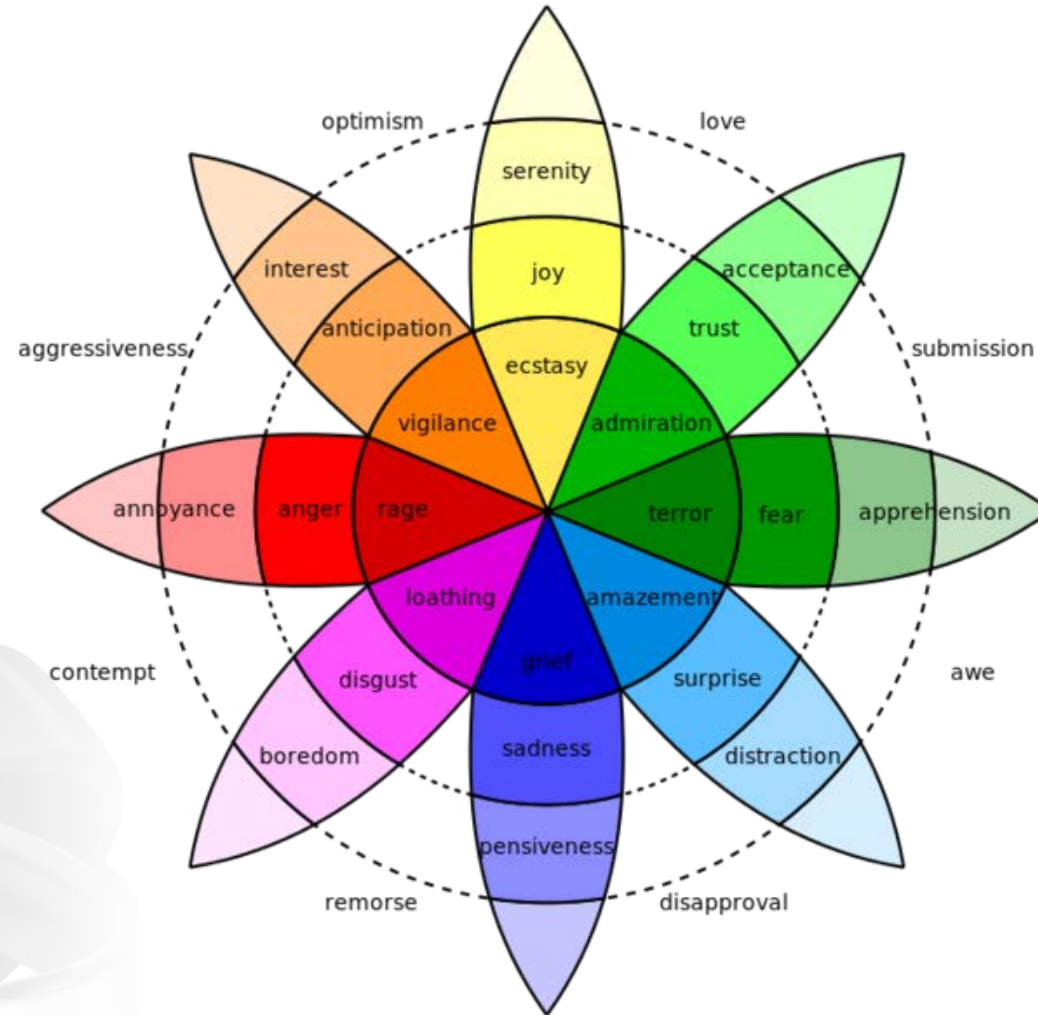 optimism
love
serenity
interest
acceptance
joy
anticipation
trust
aggressiveness
submission
ecstasy
vigilance
admiration
annoyance
anger
rage
terror
fear
apprehension
loathing
amazement
grief
contempt
awe
disgust
surprise
sadness
boredom
distraction
pensiveness
remorse
disapproval